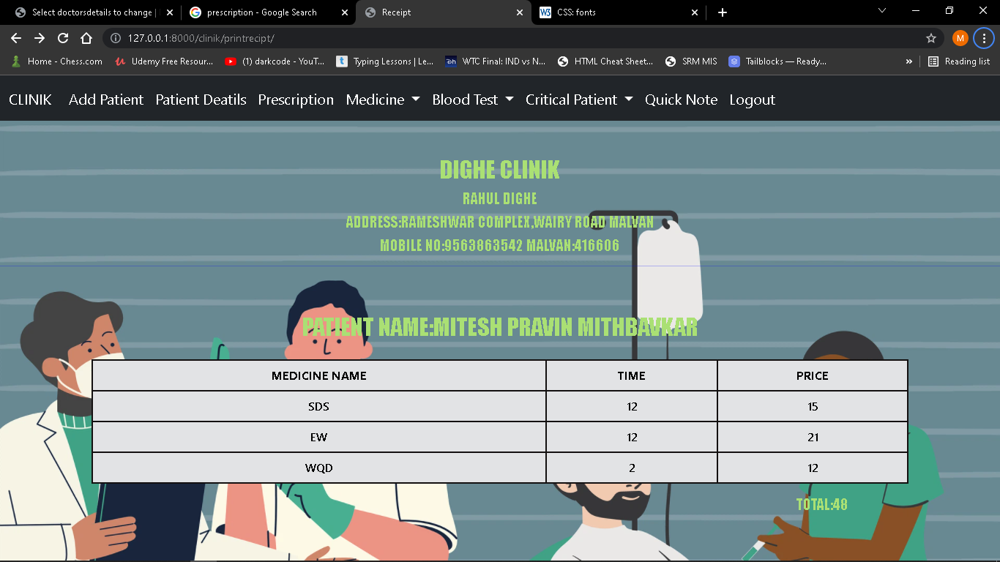 Select doctorsdetails to change |
prescription - Google Search
Receipt
W3 CSS: fonts
127.0.0.1:8000/clinik/printrecipt/
M
Home - Chess.com
Udemy Free Resour...
(1) darkcode - YouT...
Typing Lessons | Le...
WTC Final: IND vs N...
HTML Cheat Sheet...
SRM MIS
Tailblocks — Ready...
Reading list
CLINIK Add Patient Patient Deatils Prescription Medicine Blood Test Critical Patient Quick Note Logout
DIGHE CLINIK
RAHUL DIGHE
ADDRESS:RAMESHWAR COMPLEX,WAIRY ROAD MALVAN
MOBILE NO:9563863542 MALVAN:416606
PATIENT NAME:MITESH PRAVIN MITHBAVKAR
MEDICINE NAME TIME PRICE
SDS 12 15
EW 12 21
WQD 2 12
TOTAL:48